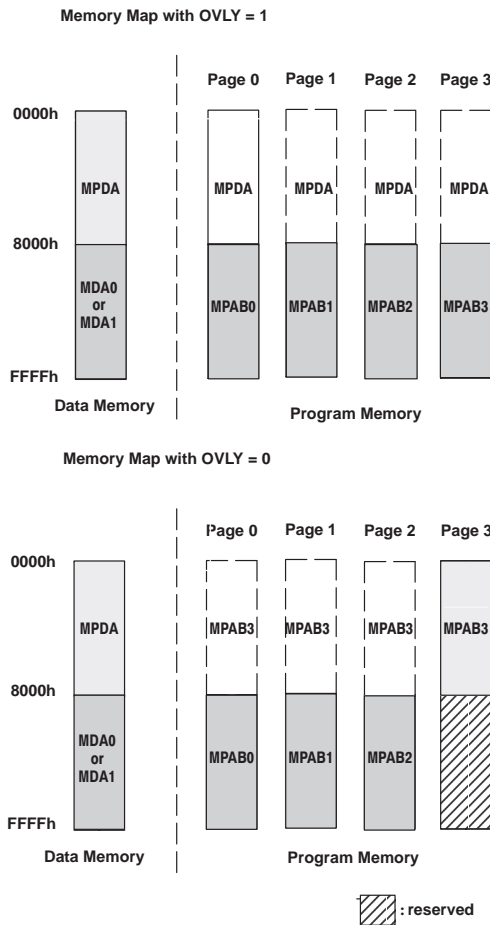 Memory Map with OVLY = 1
Page 0 Page 1 Page 2 Page 3
0000h
MPDA MPDA MPDA MPDA MPDA
8000h
MDA0
or
MDA1
MPAB0 MPAB1 MPAB2 MPAB3
FFFFh
Data Memory Program Memory
Memory Map with OVLY = 0
Page 0 Page 1 Page 2 Page 3
0000h
MPDA MPAB3 MPAB3 MPAB3 MPAB3
8000h
MDA0
or
MDA1
MPAB0 MPAB1 MPAB2
FFFFh
Data Memory Program Memory
: reserved